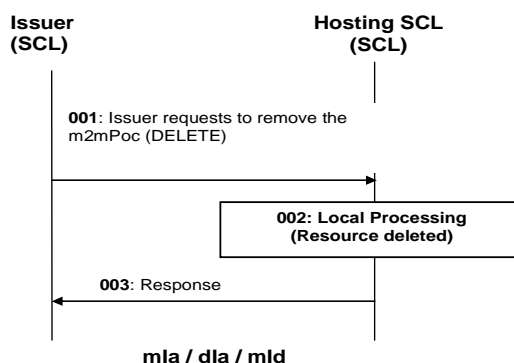 Issuer
(SCL)
Hosting SCL
(SCL)
001: Issuer requests to remove the
m2mPoc (DELETE)
002: Local Processing
(Resource deleted)
003: Response
mIa / dIa / mId